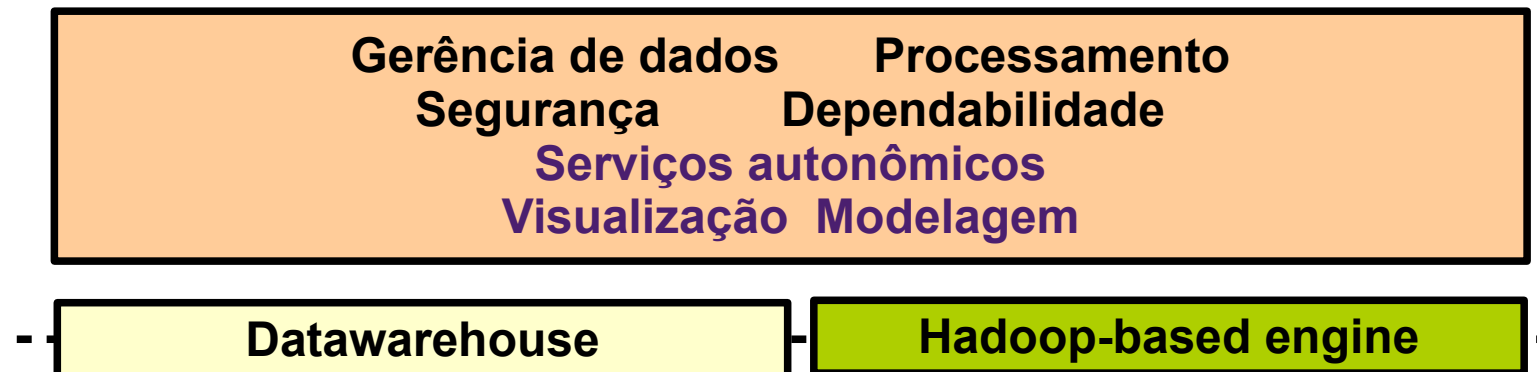 Gerência de dados Processamento
Segurança Dependabilidade
Serviços autonômicos
Visualização Modelagem
Datawarehouse Hadoop-based engine